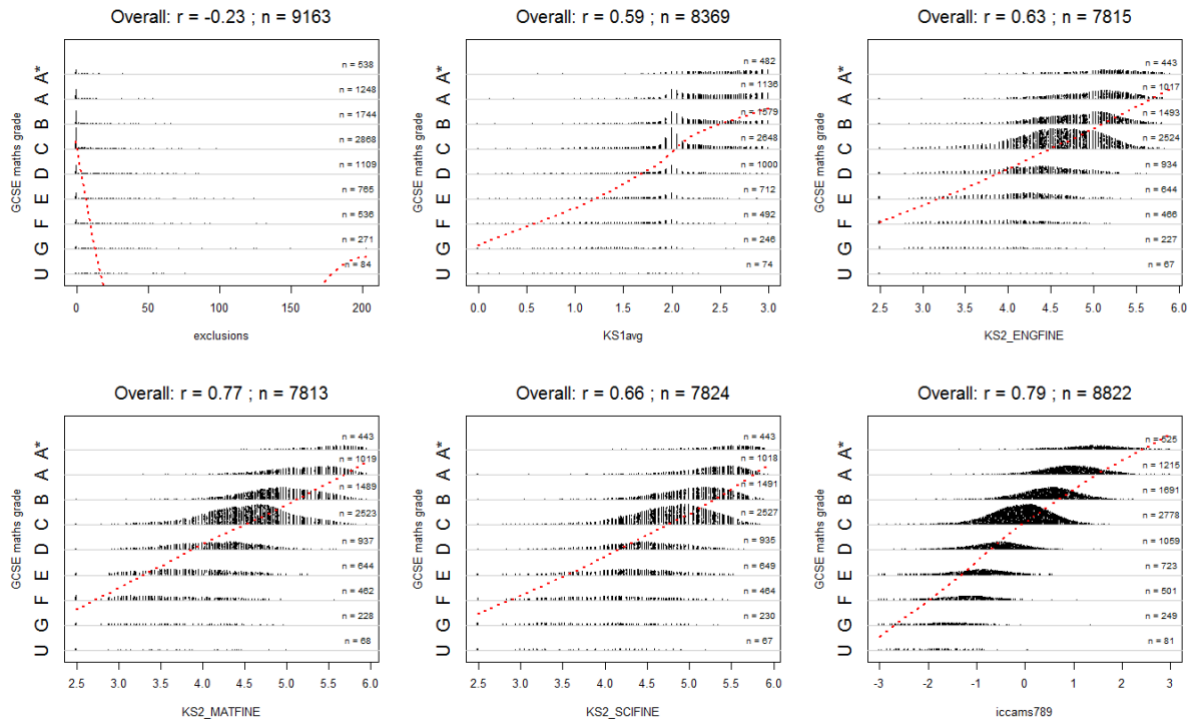 Overall: r = -0.23 ; n = 9163
GCSE maths grade
A*
A
B
C
D
E
F
G
U
n = 538
n = 1248
n = 1744
n = 2868
n = 1109
n = 765
n = 536
n = 271
n = 84
0 50 100 150 200
exclusions
Overall: r = 0.59 ; n = 8369
GCSE maths grade
A*
A
B
C
D
E
F
G
U
n = 482
n = 1136
n = 1579
n = 2648
n = 1000
n = 712
n = 492
n = 246
n = 74
0.0 0.5 1.0 1.5 2.0 2.5 3.0
KS1avg
Overall: r = 0.63 ; n = 7815
GCSE maths grade
A*
A
B
C
D
E
F
G
U
n = 443
n = 1017
n = 1493
n = 2524
n = 934
n = 644
n = 466
n = 227
n = 67
2.5 3.0 3.5 4.0 4.5 5.0 5.5 6.0
KS2_ENGFINE
Overall: r = 0.77 ; n = 7813
GCSE maths grade
A*
A
B
C
D
E
F
G
U
n = 443
n = 1019
n = 1489
n = 2523
n = 937
n = 644
n = 462
n = 228
n = 68
2.5 3.0 3.5 4.0 4.5 5.0 5.5 6.0
KS2_MATFINE
Overall: r = 0.66 ; n = 7824
GCSE maths grade
A*
A
B
C
D
E
F
G
U
n = 443
n = 1018
n = 1491
n = 2527
n = 935
n = 649
n = 464
n = 230
n = 67
2.5 3.0 3.5 4.0 4.5 5.0 5.5 6.0
KS2_SCIFINE
Overall: r = 0.79 ; n = 8822
GCSE maths grade
A*
A
B
C
D
E
F
G
U
n = 525
n = 1215
n = 1691
n = 2778
n = 1059
n = 723
n = 501
n = 249
n = 81
-3 -2 -1 0 1 2 3
iccams789